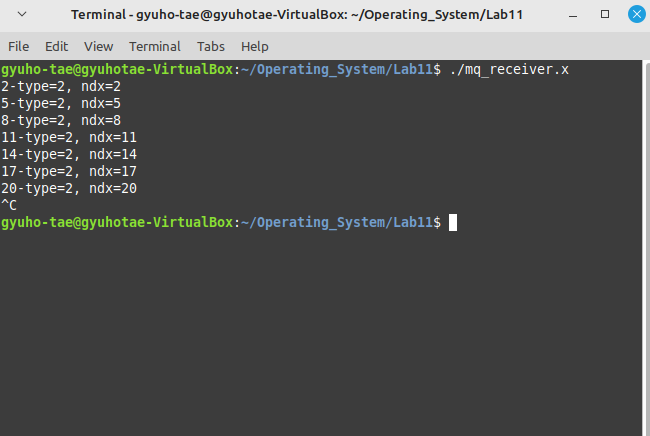 Terminal - gyuho-tae@gyuhotae-VirtualBox: ~/Operating_System/Lab11
File Edit View Terminal Tabs Help
gyuho-tae@gyuhotae-VirtualBox:~/Operating_System/Lab11$ ./mq_receiver.x
2-type=2, ndx=2
5-type=2, ndx=5
8-type=2, ndx=8
11-type=2, ndx=11
14-type=2, ndx=14
17-type=2, ndx=17
20-type=2, ndx=20
^C
gyuho-tae@gyuhotae-VirtualBox:~/Operating_System/Lab11$